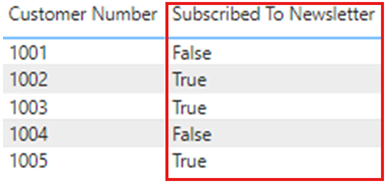 Customer Number Subscribed To Newsletter
1001 False
1002 True
1003 True
1004 False
1005 True